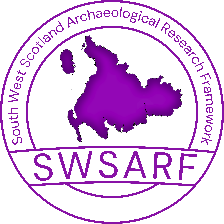 South West Scotland Archaeological Research Framework
SWSARF